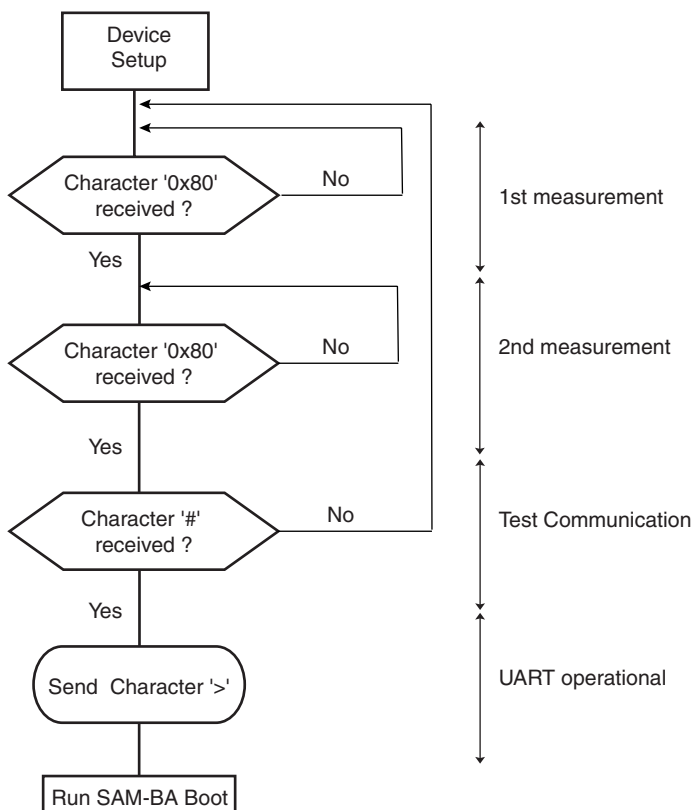 Device
Setup
Character '0x80'
received ?
No
1st measurement
Yes
Character '0x80'
received ?
No
2nd measurement
Yes
Character '#'
received ?
No
Test Communication
Yes
Send Character '>'
UART operational
Run SAM-BA Boot